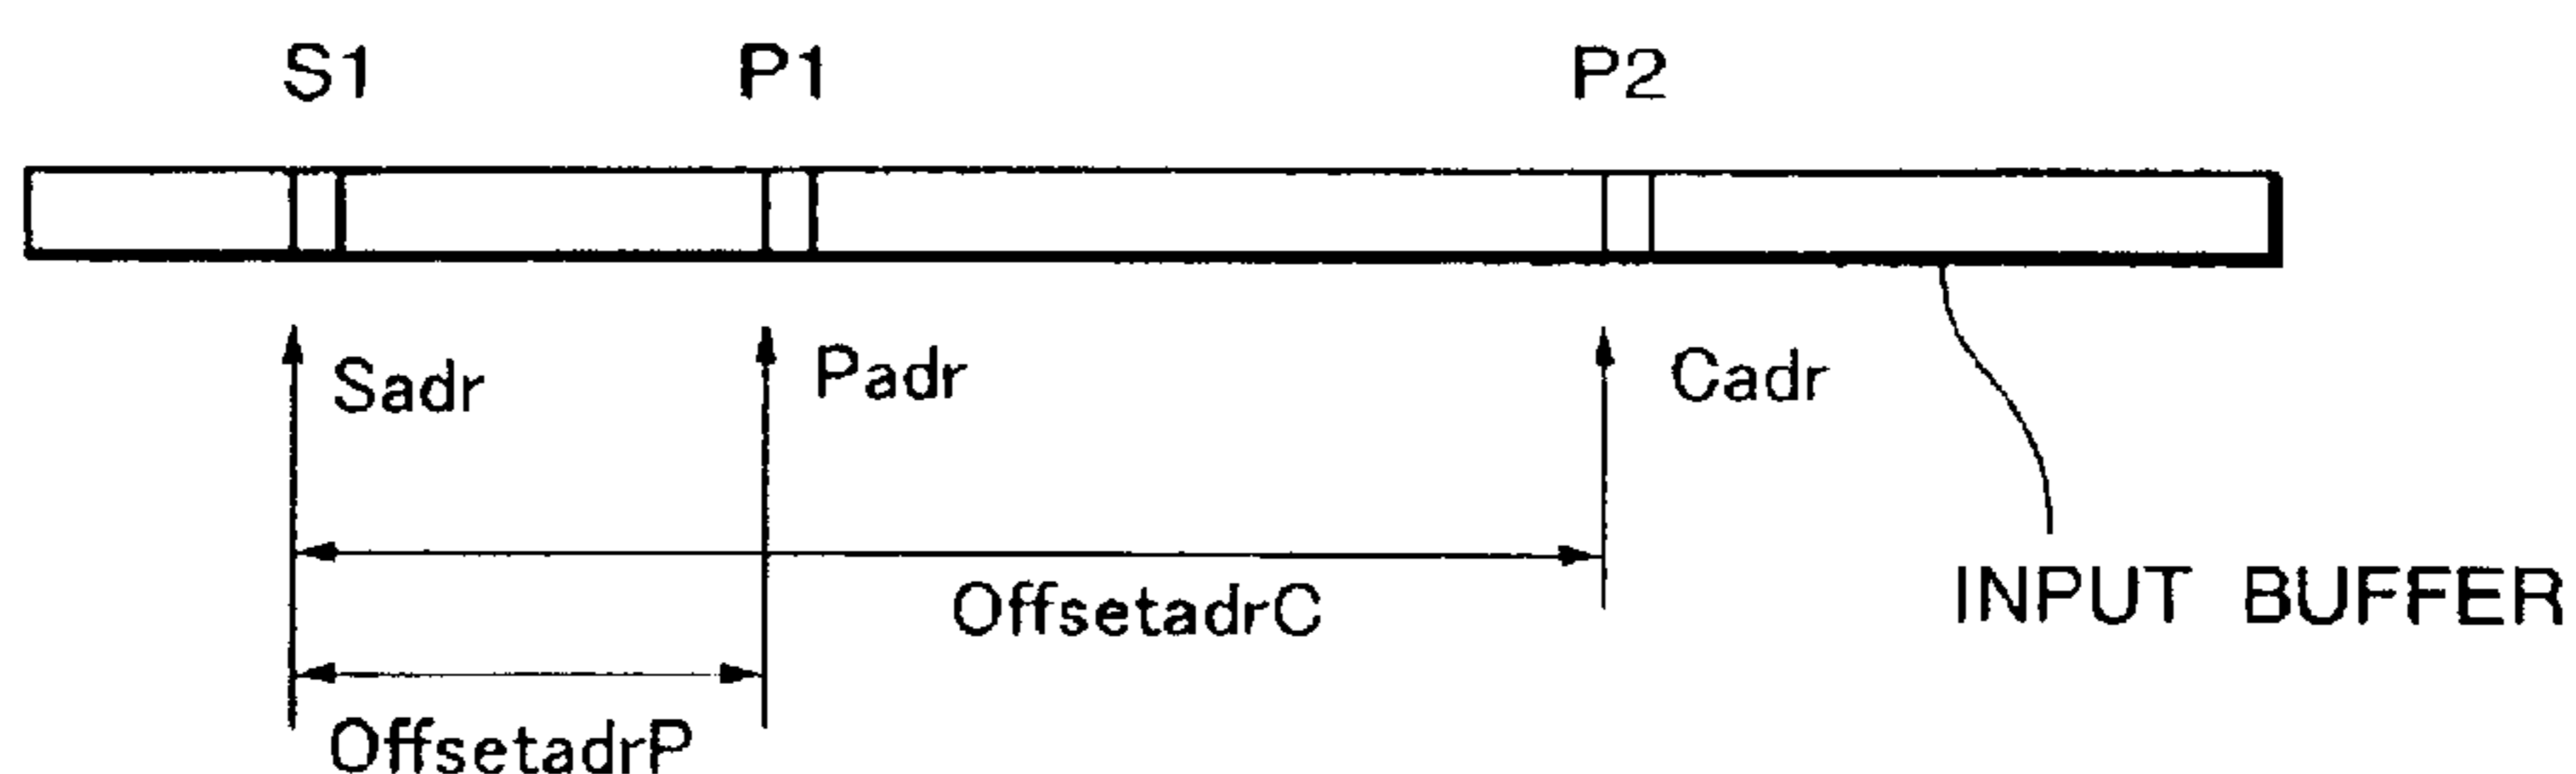 S1 P1 P2
Sadr Padr Cadr
OffsetadrC
INPUT BUFFER
OffsetadrP